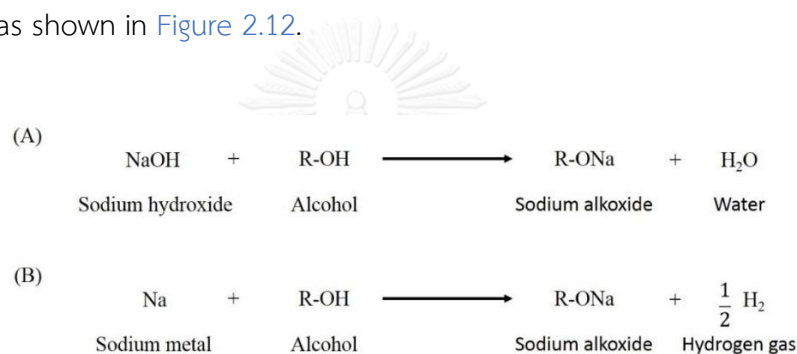 as shown in Figure 2.12.
(A)
NaOH + R-OH R-ONa + H₂O
Sodium hydroxide Alcohol Sodium alkoxide Water
(B)
Na + R-OH R-ONa + 1/2 H₂
Sodium metal Alcohol Sodium alkoxide Hydrogen gas